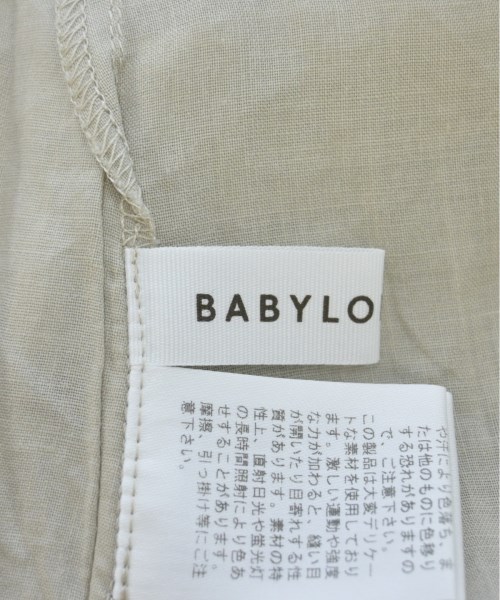 BABYLO
や汗により色落ち、ま
たは他のものに色移り
する恐れがありますの
で、ご注意下さい。
この製品は大変デリケー
トな素材を使用しており
ます。激しい運動や強度
な力が加わると、縫い目
が開いたり目寄れする性
質があります。素材の特
性上、直射日光や蛍光灯
の長時間照射により色あ
せすることがあります。
摩擦、引っ掛け等にご注
意下さい。